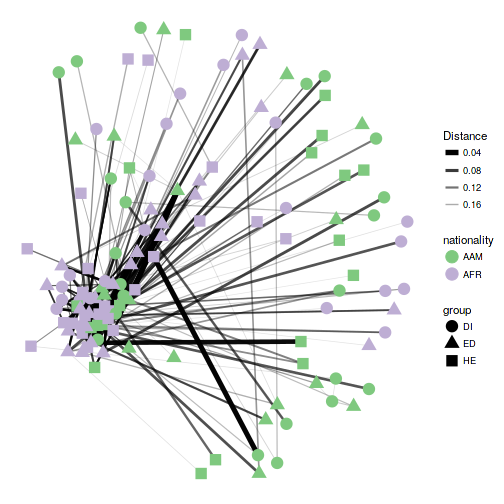 Distance
0.04
0.08
0.12
0.16
nationality
AAM
AFR
group
DI
ED
HE